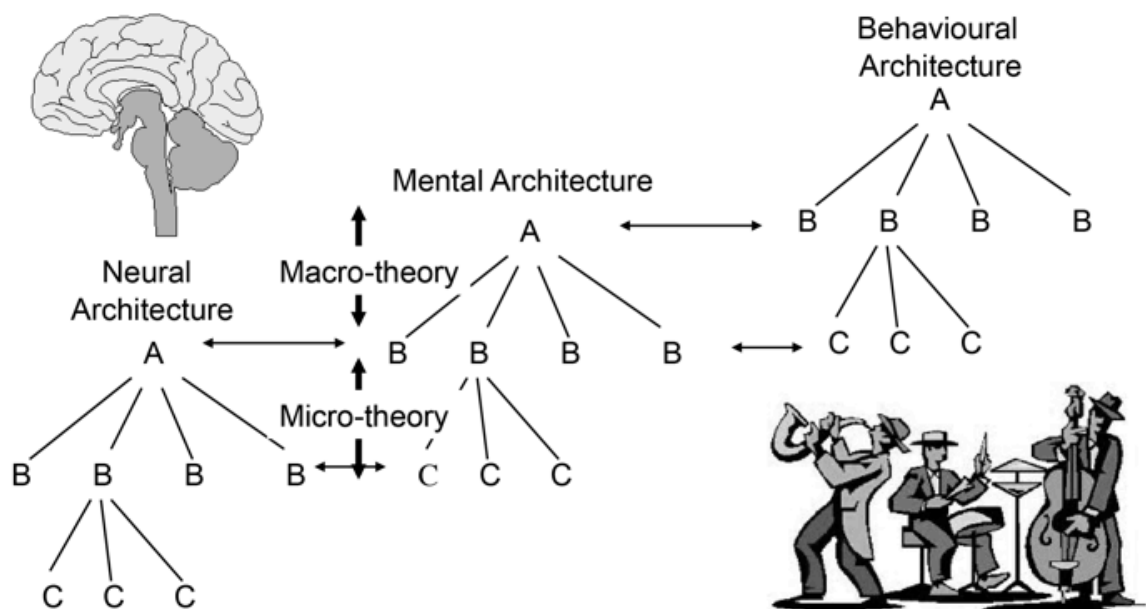 Behavioural
Architecture
A
Mental Architecture
B B B B
A
Neural
Architecture
Macro-theory
C C C
A
B B B B
Micro-theory
B B B B
C C C
C C C